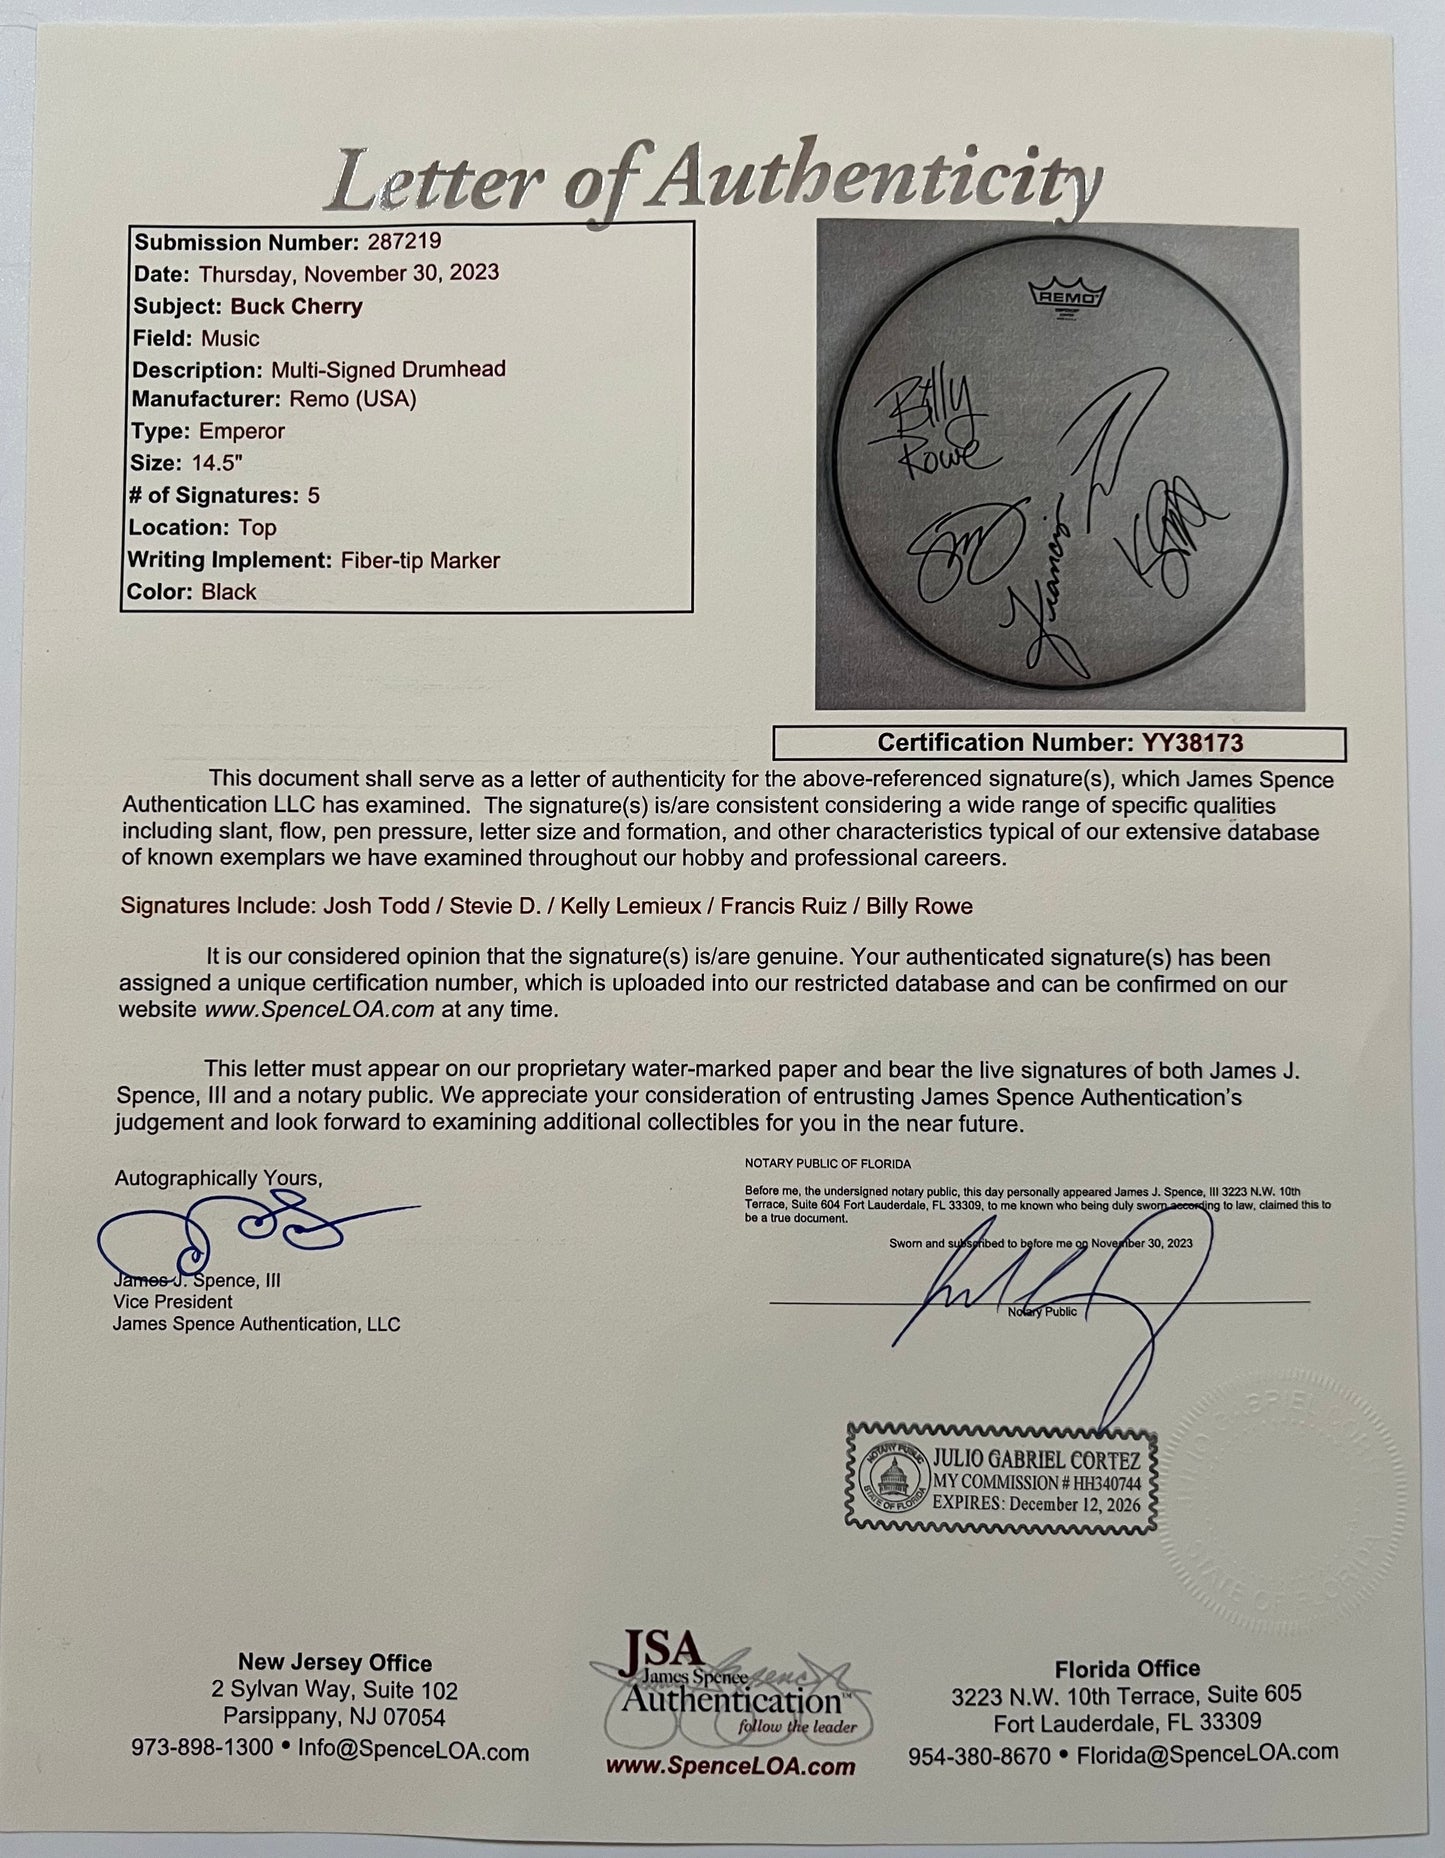 Letter of Authenticity
Submission Number: 287219
Date: Thursday, November 30, 2023
Subject: Buck Cherry
Field: Music
Description: Multi-Signed Drumhead
Manufacturer: Remo (USA)
Type: Emperor
Size: 14.5"
# of Signatures: 5
Location: Top
Writing Implement: Fiber-tip Marker
Color: Black
REMO
Billy
Rowe
Francis
Certification Number: YY38173
This document shall serve as a letter of authenticity for the above-referenced signature(s), which James Spence
Authentication LLC has examined. The signature(s) is/are consistent considering a wide range of specific qualities
including slant, flow, pen pressure, letter size and formation, and other characteristics typical of our extensive database
of known exemplars we have examined throughout our hobby and professional careers.
Signatures Include: Josh Todd / Stevie D. / Kelly Lemieux / Francis Ruiz / Billy Rowe
It is our considered opinion that the signature(s) is/are genuine. Your authenticated signature(s) has been
assigned a unique certification number, which is uploaded into our restricted database and can be confirmed on our
website www.SpenceLOA.com at any time.
This letter must appear on our proprietary water-marked paper and bear the live signatures of both James J.
Spence, III and a notary public. We appreciate your consideration of entrusting James Spence Authentication's
judgement and look forward to examining additional collectibles for you in the near future.
Autographically Yours,
James J. Spence, III
Vice President
James Spence Authentication, LLC
NOTARY PUBLIC OF FLORIDA
Before me, the undersigned notary public, this day personally appeared James J. Spence, III 3223 N.W. 10th
Terrace, Suite 604 Fort Lauderdale, FL 33309, to me known who being duly sworn according to law, claimed this to
be a true document.
Sworn and subscribed to before me on November 30, 2023
Notary Public
NOTARY PUBLIC
STATE OF FLORIDA
JULIO GABRIEL CORTEZ
MY COMMISSION # HH340744
EXPIRES: December 12, 2026
JULIO GABRIEL CORTEZ
STATE OF FLORIDA
New Jersey Office
2 Sylvan Way, Suite 102
Parsippany, NJ 07054
973-898-1300 • Info@SpenceLOA.com
JSA
James Spence
Authentication™
follow the leader
www.SpenceLOA.com
Florida Office
3223 N.W. 10th Terrace, Suite 605
Fort Lauderdale, FL 33309
954-380-8670 • Florida@SpenceLOA.com